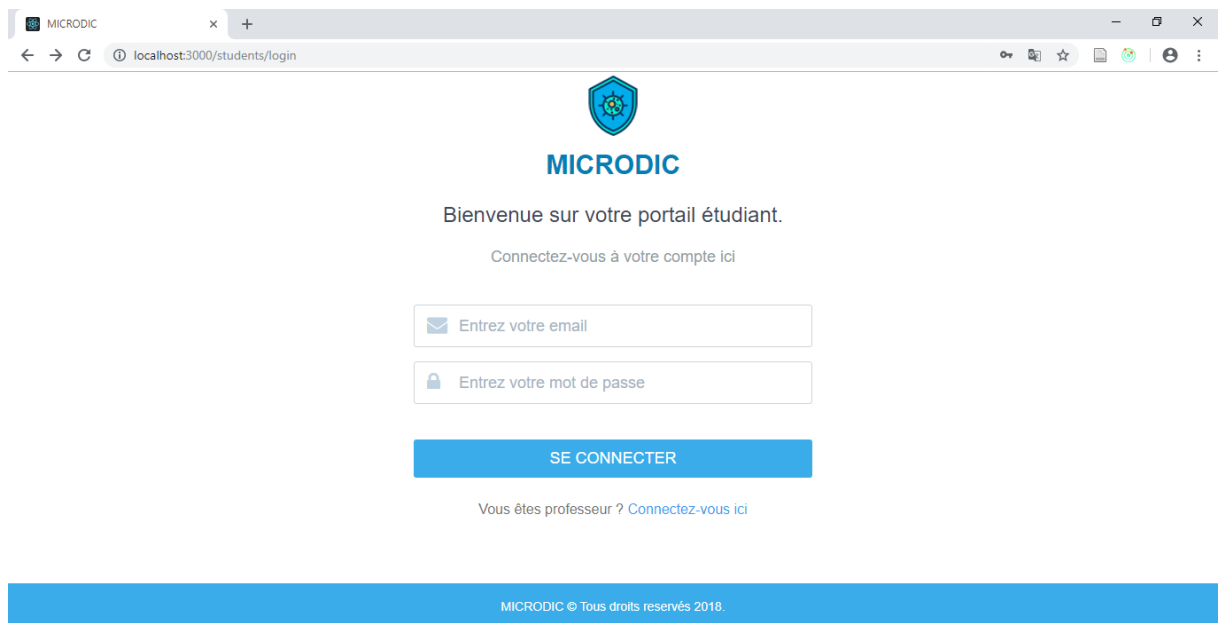 MICRODIC
localhost:3000/students/login
MICRODIC
Bienvenue sur votre portail étudiant.
Connectez-vous à votre compte ici
Entrez votre email
Entrez votre mot de passe
SE CONNECTER
Vous êtes professeur ? Connectez-vous ici
MICRODIC © Tous droits reservés 2018.